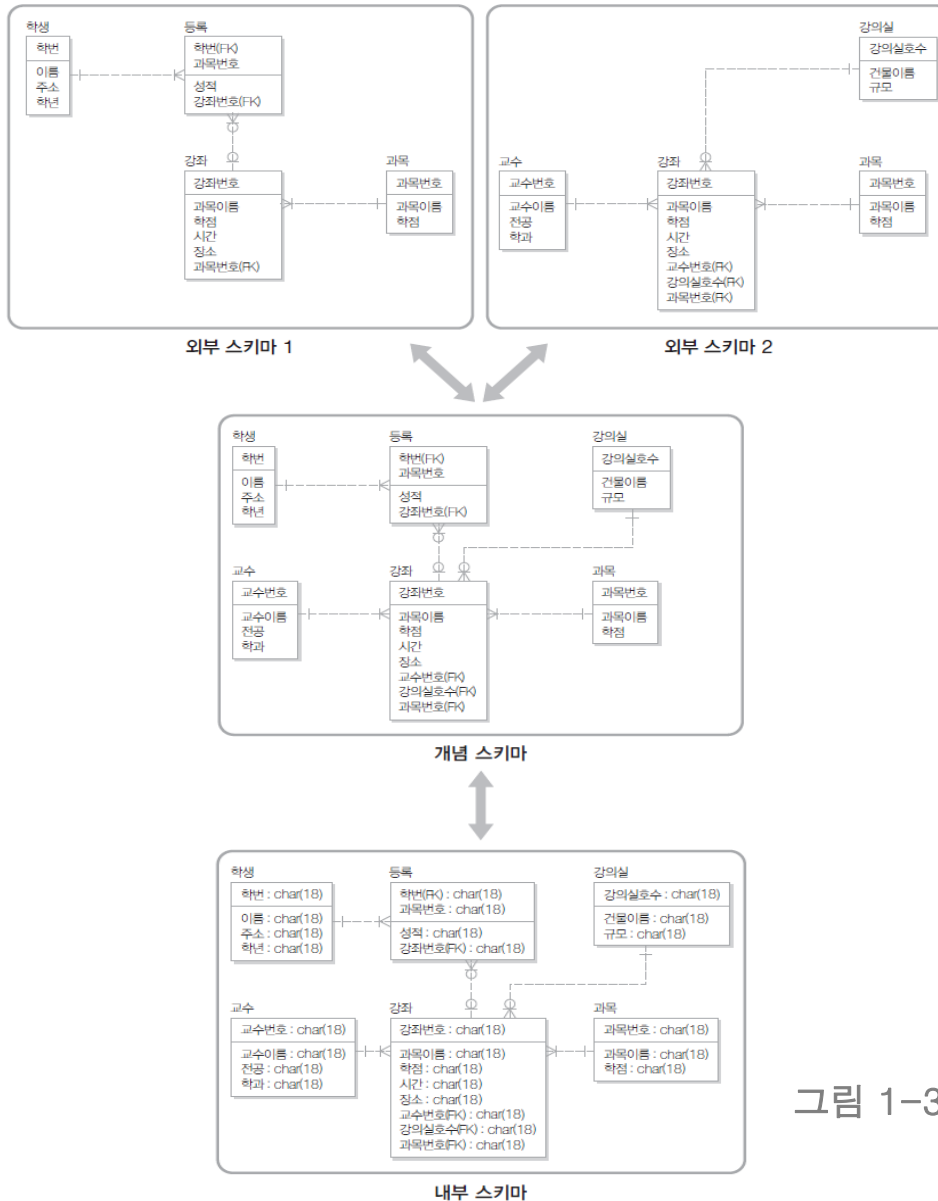 학생
학번
이름
주소
학년
등록
학번(FK)
과목번호
성적
강좌번호(FK)
강좌
강좌번호
과목이름
학점
시간
장소
과목번호(FK)
과목
과목번호
과목이름
학점
외부 스키마 1
강의실
강의실호수
건물이름
규모
교수
교수번호
교수이름
전공
학과
강좌
강좌번호
과목이름
학점
시간
장소
교수번호(FK)
강의실호수(FK)
과목번호(FK)
과목
과목번호
과목이름
학점
외부 스키마 2
학생
학번
이름
주소
학년
등록
학번(FK)
과목번호
성적
강좌번호(FK)
강의실
강의실호수
건물이름
규모
교수
교수번호
교수이름
전공
학과
강좌
강좌번호
과목이름
학점
시간
장소
교수번호(FK)
강의실호수(FK)
과목번호(FK)
과목
과목번호
과목이름
학점
개념 스키마
학생
학번 : char(18)
이름 : char(18)
주소 : char(18)
학년 : char(18)
등록
학번(FK) : char(18)
과목번호 : char(18)
성적 : char(18)
강좌번호(FK) : char(18)
강의실
강의실호수 : char(18)
건물이름 : char(18)
규모 : char(18)
교수
교수번호 : char(18)
교수이름 : char(18)
전공 : char(18)
학과 : char(18)
강좌
강좌번호 : char(18)
과목이름 : char(18)
학점 : char(18)
시간 : char(18)
장소 : char(18)
교수번호(FK) : char(18)
강의실호수(FK) : char(18)
과목번호(FK) : char(18)
과목
과목번호 : char(18)
과목이름 : char(18)
학점 : char(18)
내부 스키마
그림 1-3